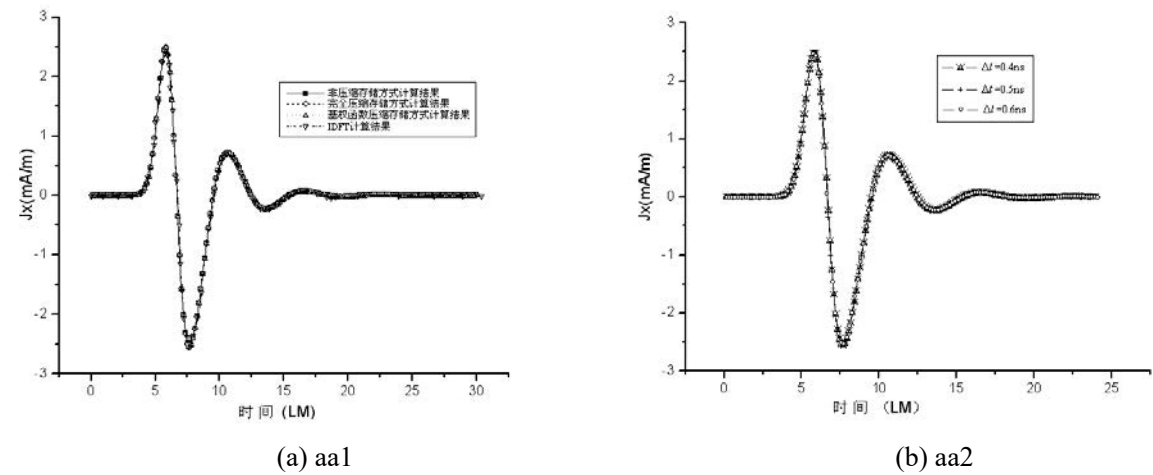 3
2
1
0
-1
-2
-3
Jx(mA/m)
0 5 10 15 20 25 30
时间 (LM)
非压缩存储方式计算结果
完全压缩存储方式计算结果
基权函数压缩存储方式计算结果
IDFT计算结果
(a) aa1
3
2
1
0
-1
-2
-3
Jx(mA/m)
0 5 10 15 20 25
时间 (LM)
Δt=0.4ns
Δt=0.5ns
Δt=0.6ns
(b) aa2